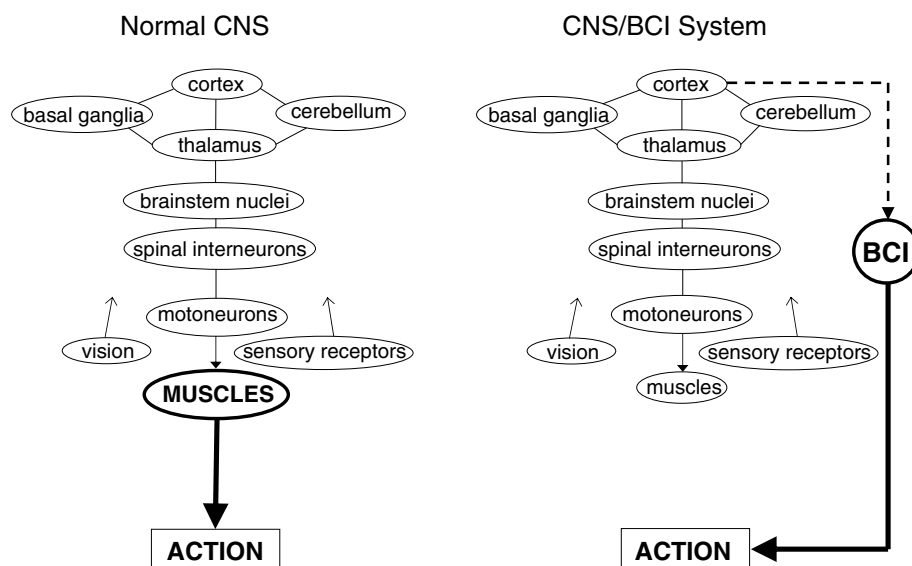 Normal CNS
cortex
basal ganglia
cerebellum
thalamus
brainstem nuclei
spinal interneurons
motoneurons
vision
sensory receptors
MUSCLES
ACTION
CNS/BCI System
cortex
basal ganglia
cerebellum
thalamus
brainstem nuclei
spinal interneurons
BCI
motoneurons
vision
sensory receptors
muscles
ACTION